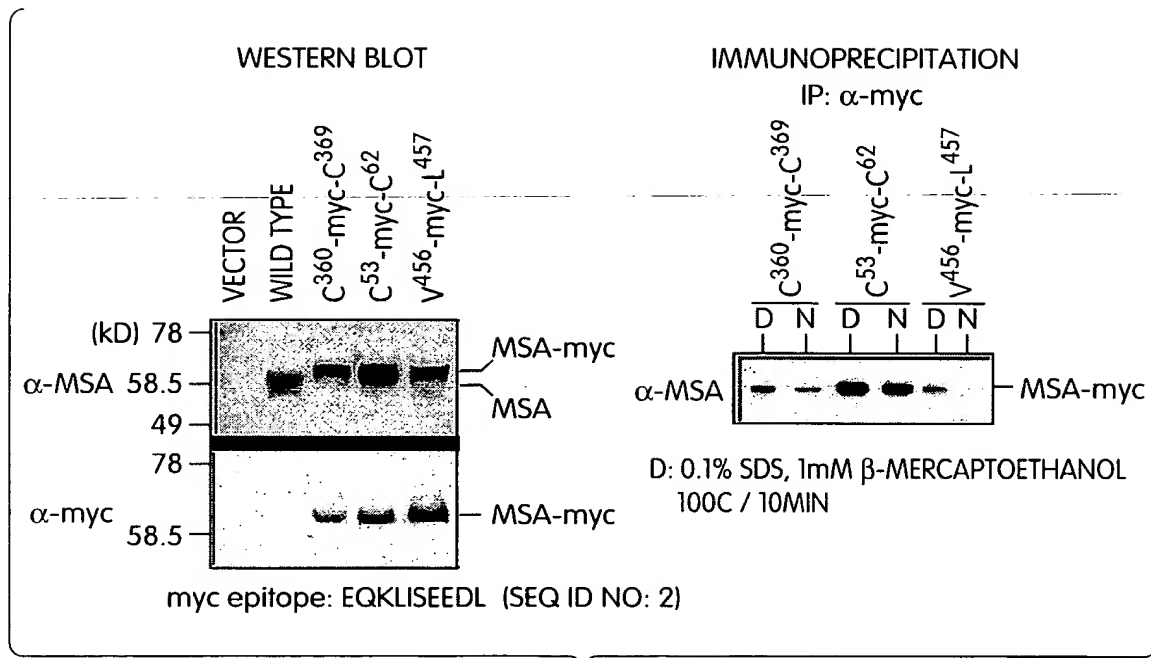 WESTERN BLOT
VECTOR
WILD TYPE
C360-myc-C369
C53-myc-C62
V456-myc-L457
(kD) 78
α-MSA 58.5
49
MSA-myc
MSA
78
α-myc
58.5
MSA-myc
myc epitope: EQKLISEEDL (SEQ ID NO: 2)
IMMUNOPRECIPITATION
IP: α-myc
C360-myc-C369
C53-myc-C62
V456-myc-L457
D N D N D N
α-MSA
MSA-myc
D: 0.1% SDS, 1mM β-MERCAPTOETHANOL
100C / 10MIN